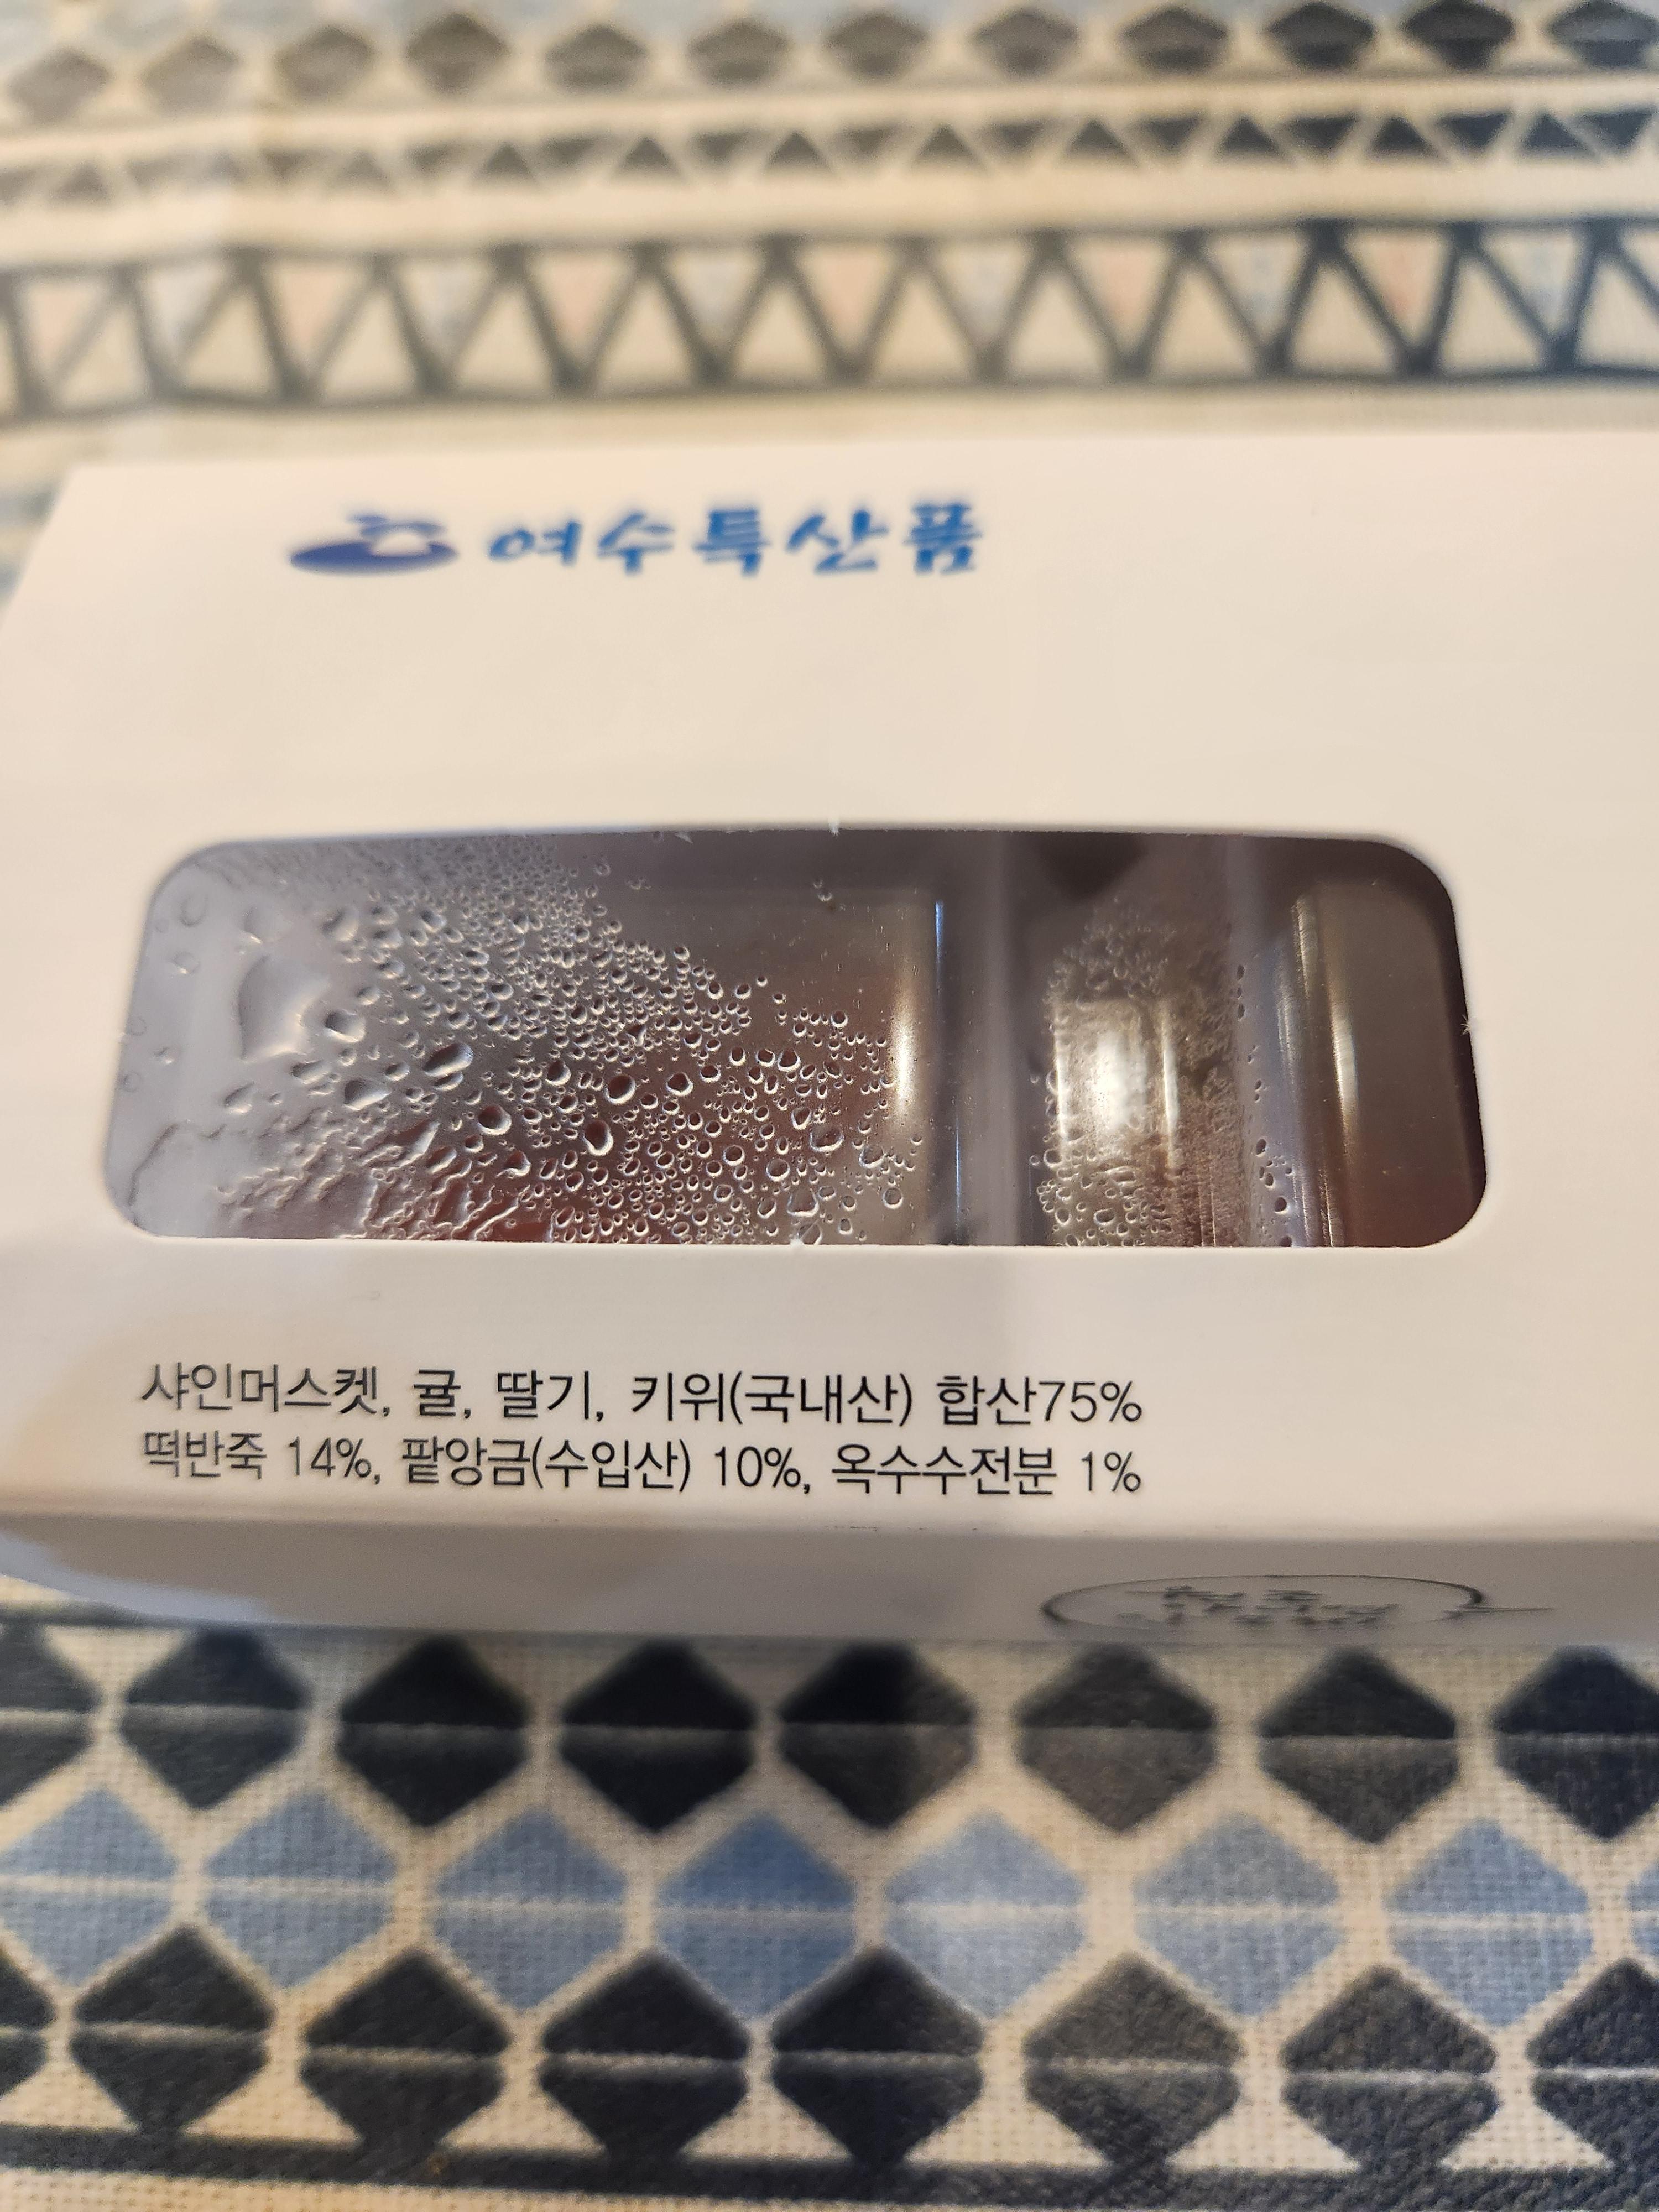 여수특산품
샤인머스켓, 귤, 딸기, 키위(국내산) 합산75%
떡반죽 14%, 팥앙금(수입산) 10%, 옥수수전분 1%